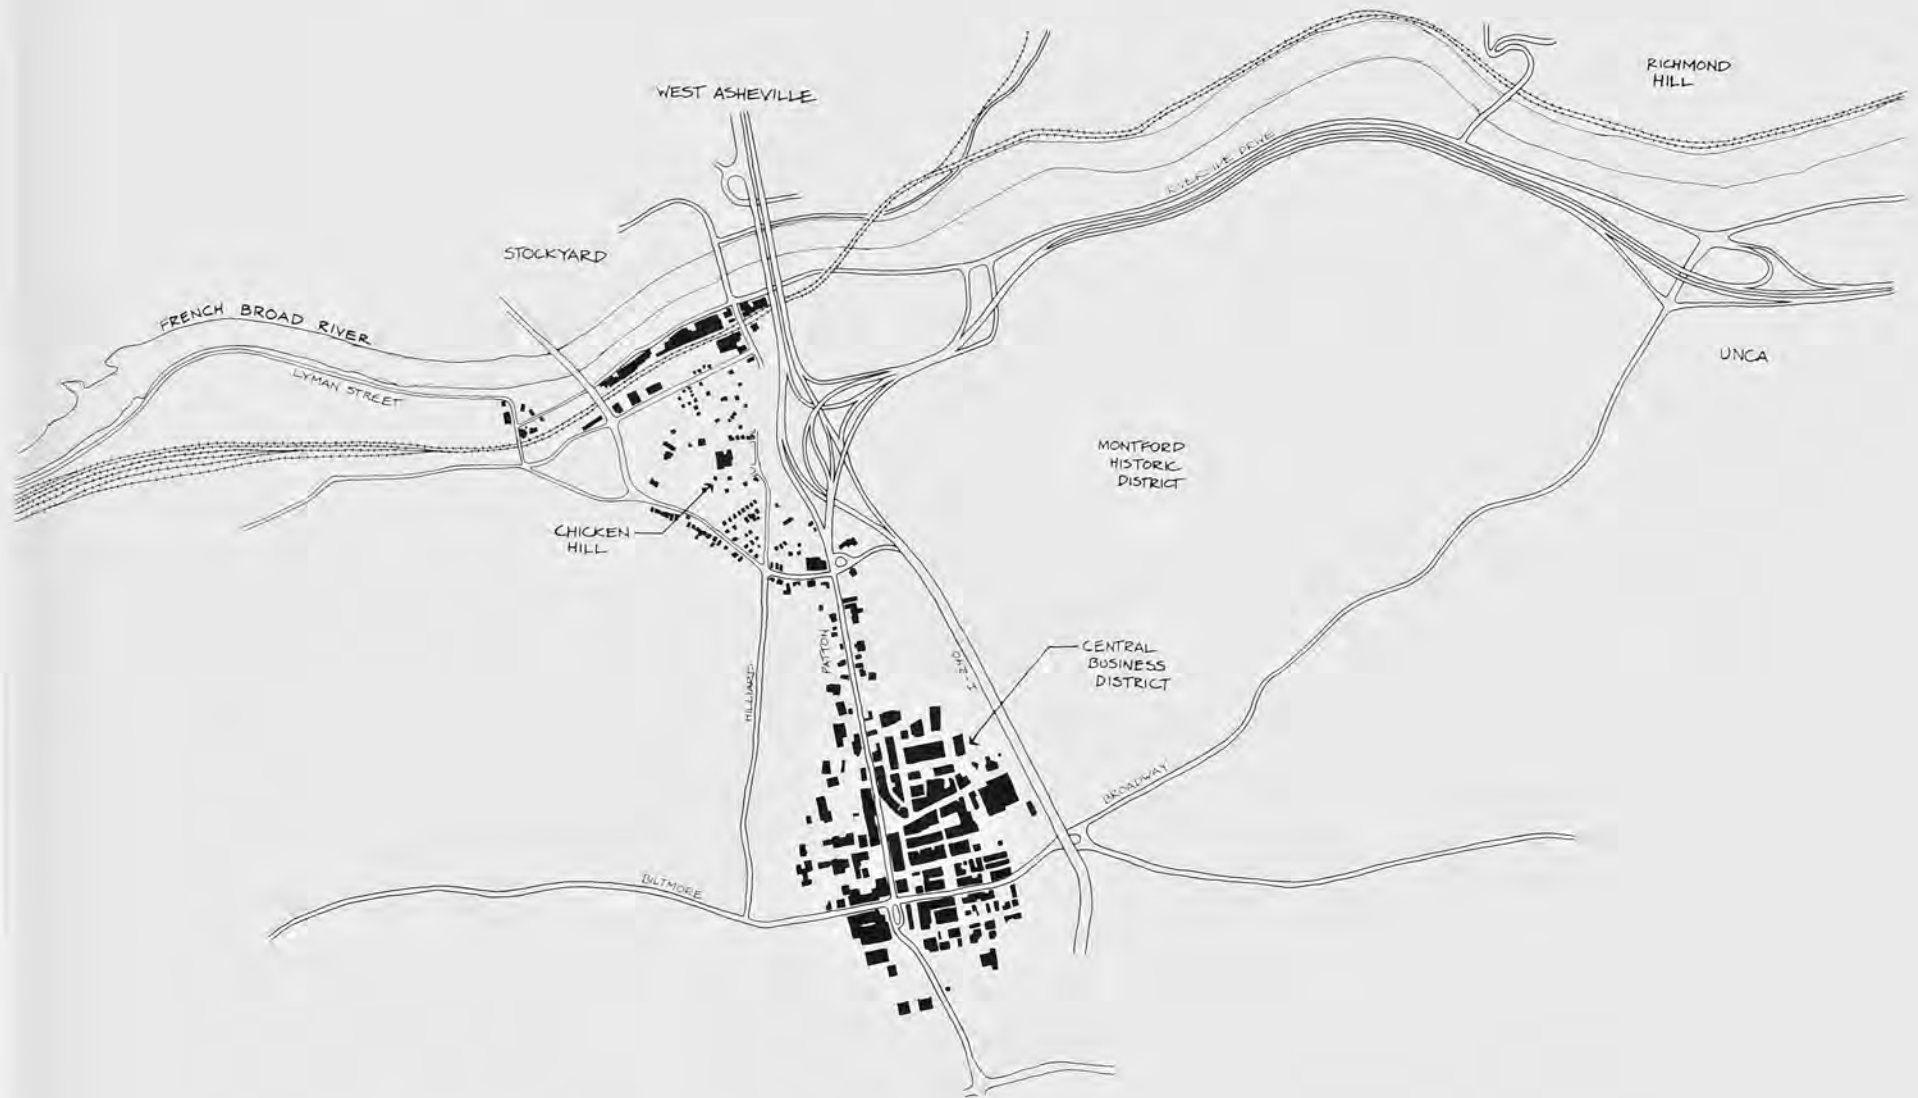 RICHMOND
HILL
WEST ASHEVILLE
RIVERSIDE DRIVE
STOCKYARD
FRENCH BROAD RIVER
LYMAN STREET
UNCA
MONTFORD
HISTORIC
DISTRICT
CHICKEN
HILL
CENTRAL
BUSINESS
DISTRICT
PATTON
I-240
HILLIARD
BROADWAY
BILTMORE